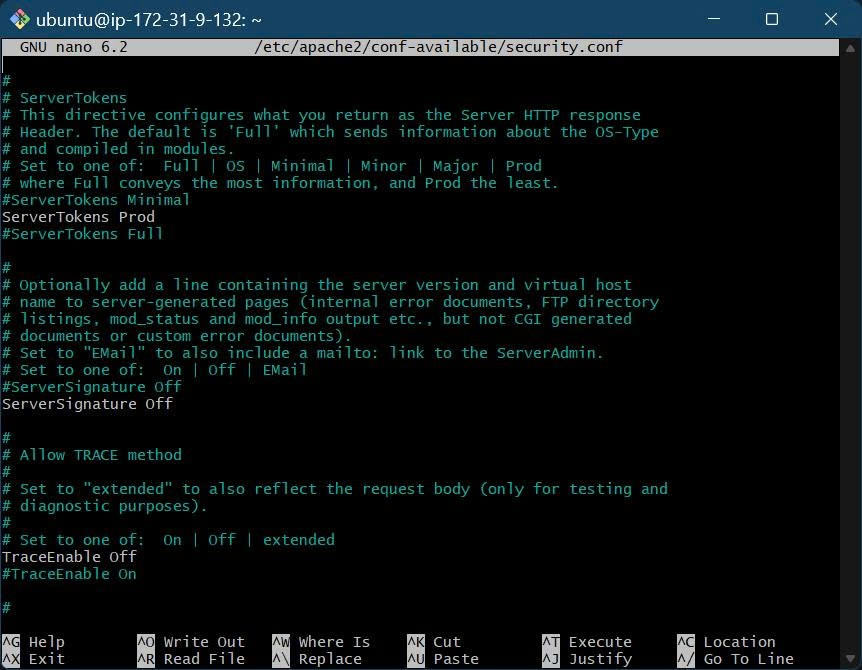 ubuntu@ip-172-31-9-132: ~
GNU nano 6.2 /etc/apache2/conf-available/security.conf
#
# ServerTokens
# This directive configures what you return as the Server HTTP response
# Header. The default is 'Full' which sends information about the OS-Type
# and compiled in modules.
# Set to one of:  Full | OS | Minimal | Minor | Major | Prod
# where Full conveys the most information, and Prod the least.
#ServerTokens Minimal
ServerTokens Prod
#ServerTokens Full
#
# Optionally add a line containing the server version and virtual host
# name to server-generated pages (internal error documents, FTP directory
# listings, mod_status and mod_info output etc., but not CGI generated
# documents or custom error documents).
# Set to "EMail" to also include a mailto: link to the ServerAdmin.
# Set to one of:  On | Off | EMail
#ServerSignature Off
ServerSignature Off
#
# Allow TRACE method
#
# Set to "extended" to also reflect the request body (only for testing and
# diagnostic purposes).
#
# Set to one of:  On | Off | extended
TraceEnable Off
#TraceEnable On
#
^G Help ^O Write Out ^W Where Is ^K Cut ^T Execute ^C Location
^X Exit ^R Read File ^\ Replace ^U Paste ^J Justify ^/ Go To Line